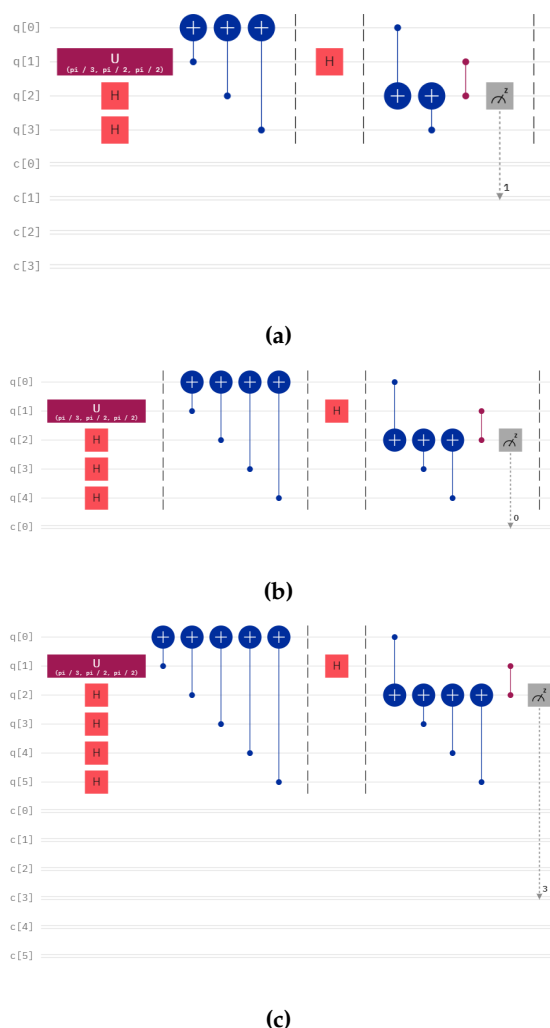 q[0]
q[1] U H
(pi / 3, pi / 2, pi / 2)
q[2] H z
q[3] H
c[0]
c[1] 1
c[2]
c[3]
(a)
q[0]
q[1] U H
(pi / 3, pi / 2, pi / 2)
q[2] H z
q[3] H
q[4] H
c[0] 0
(b)
q[0]
q[1] U H
(pi / 3, pi / 2, pi / 2)
q[2] H z
q[3] H
q[4] H
q[5] H
c[0]
c[1]
c[2]
c[3] 3
c[4]
c[5]
(c)